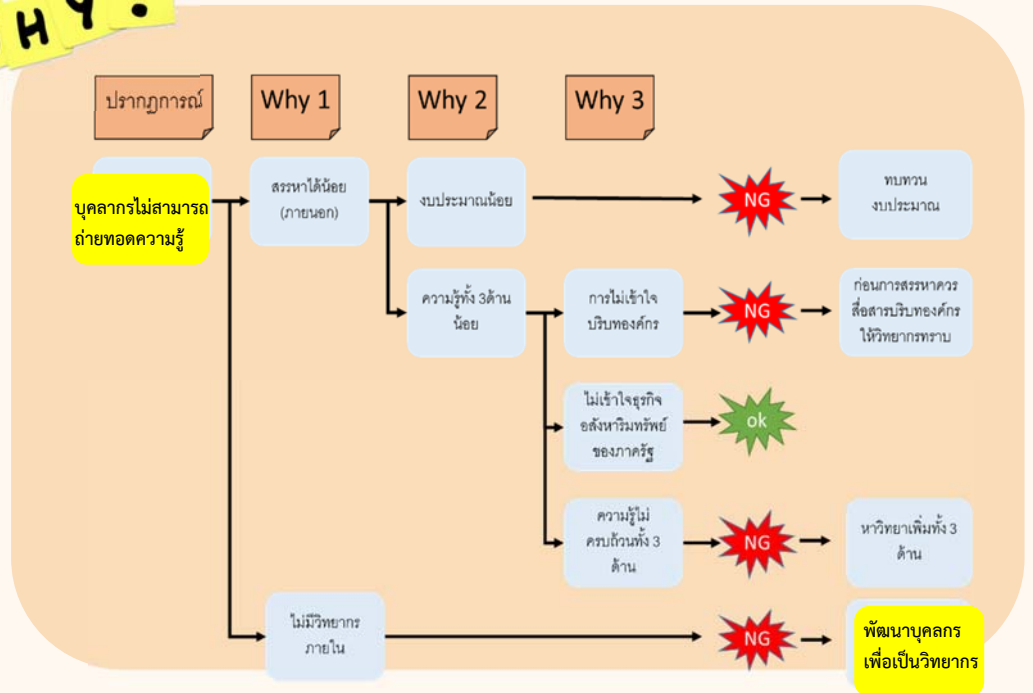 HY?
ปรากฏการณ์
Why 1
Why 2
Why 3
บุคลากรไม่สามารถ
ถ่ายทอดความรู้
สรรหาได้น้อย
(ภายนอก)
งบประมาณน้อย
NG
ทบทวน
งบประมาณ
ความรู้ทั้ง 3ด้าน
น้อย
การไม่เข้าใจ
บริบทองค์กร
NG
ก่อนการสรรหาควร
สื่อสารบริบทองค์กร
ให้วิทยากรทราบ
ไม่เข้าใจธุรกิจ
อสังหาริมทรัพย์
ของภาครัฐ
ok
ความรู้ไม่
ครบถ้วนทั้ง 3
ด้าน
NG
หาวิทยาเพิ่มทั้ง 3
ด้าน
ไม่มีวิทยากร
ภายใน
NG
พัฒนาบุคลกร
เพื่อเป็นวิทยากร